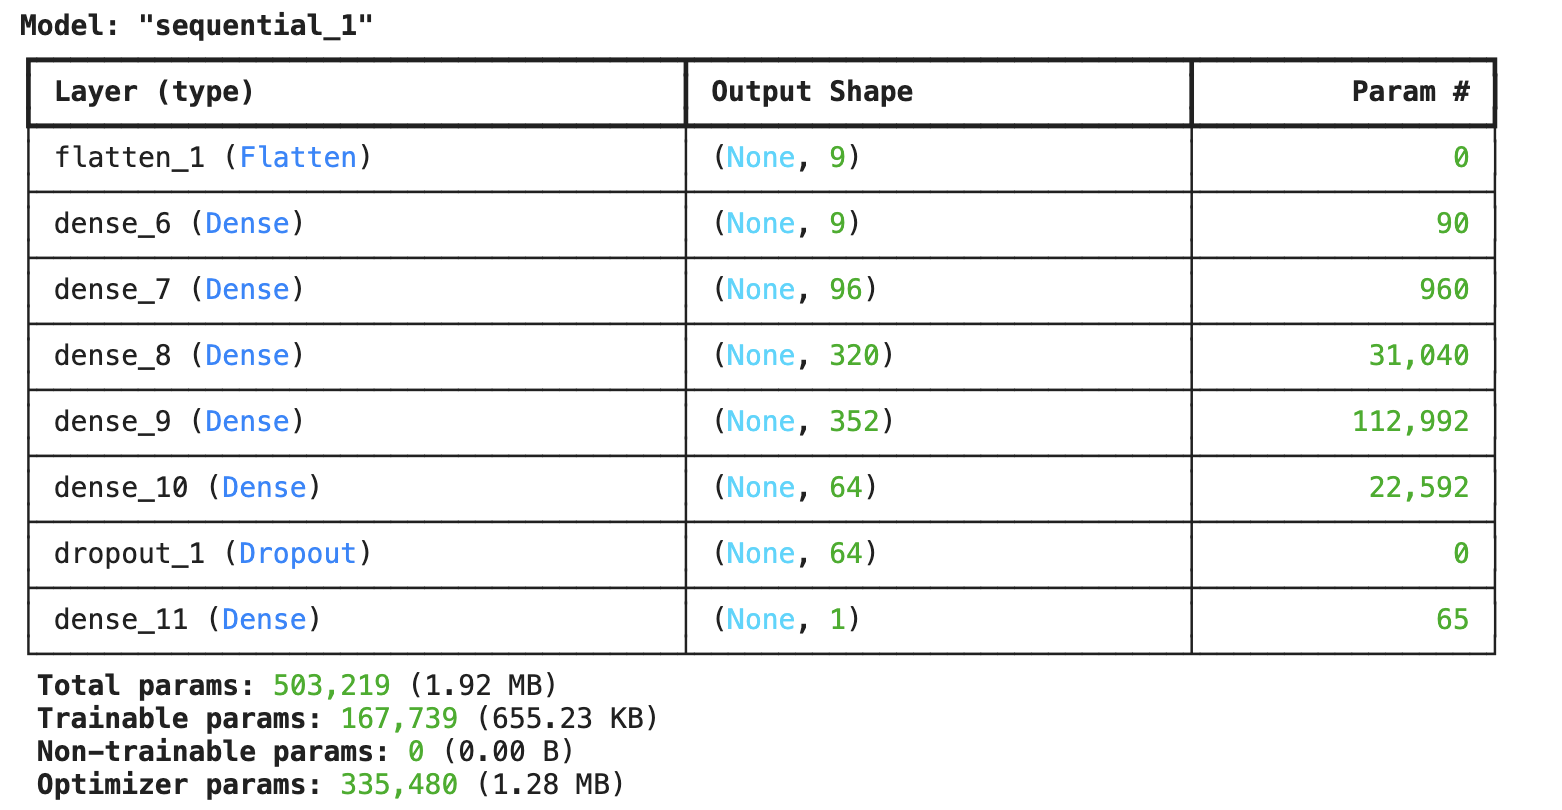 Model: "sequential_1"
Layer (type) Output Shape Param #
flatten_1 (Flatten) (None, 9) 0
dense_6 (Dense) (None, 9) 90
dense_7 (Dense) (None, 96) 960
dense_8 (Dense) (None, 320) 31,040
dense_9 (Dense) (None, 352) 112,992
dense_10 (Dense) (None, 64) 22,592
dropout_1 (Dropout) (None, 64) 0
dense_11 (Dense) (None, 1) 65
Total params: 503,219 (1.92 MB)
Trainable params: 167,739 (655.23 KB)
Non-trainable params: 0 (0.00 B)
Optimizer params: 335,480 (1.28 MB)